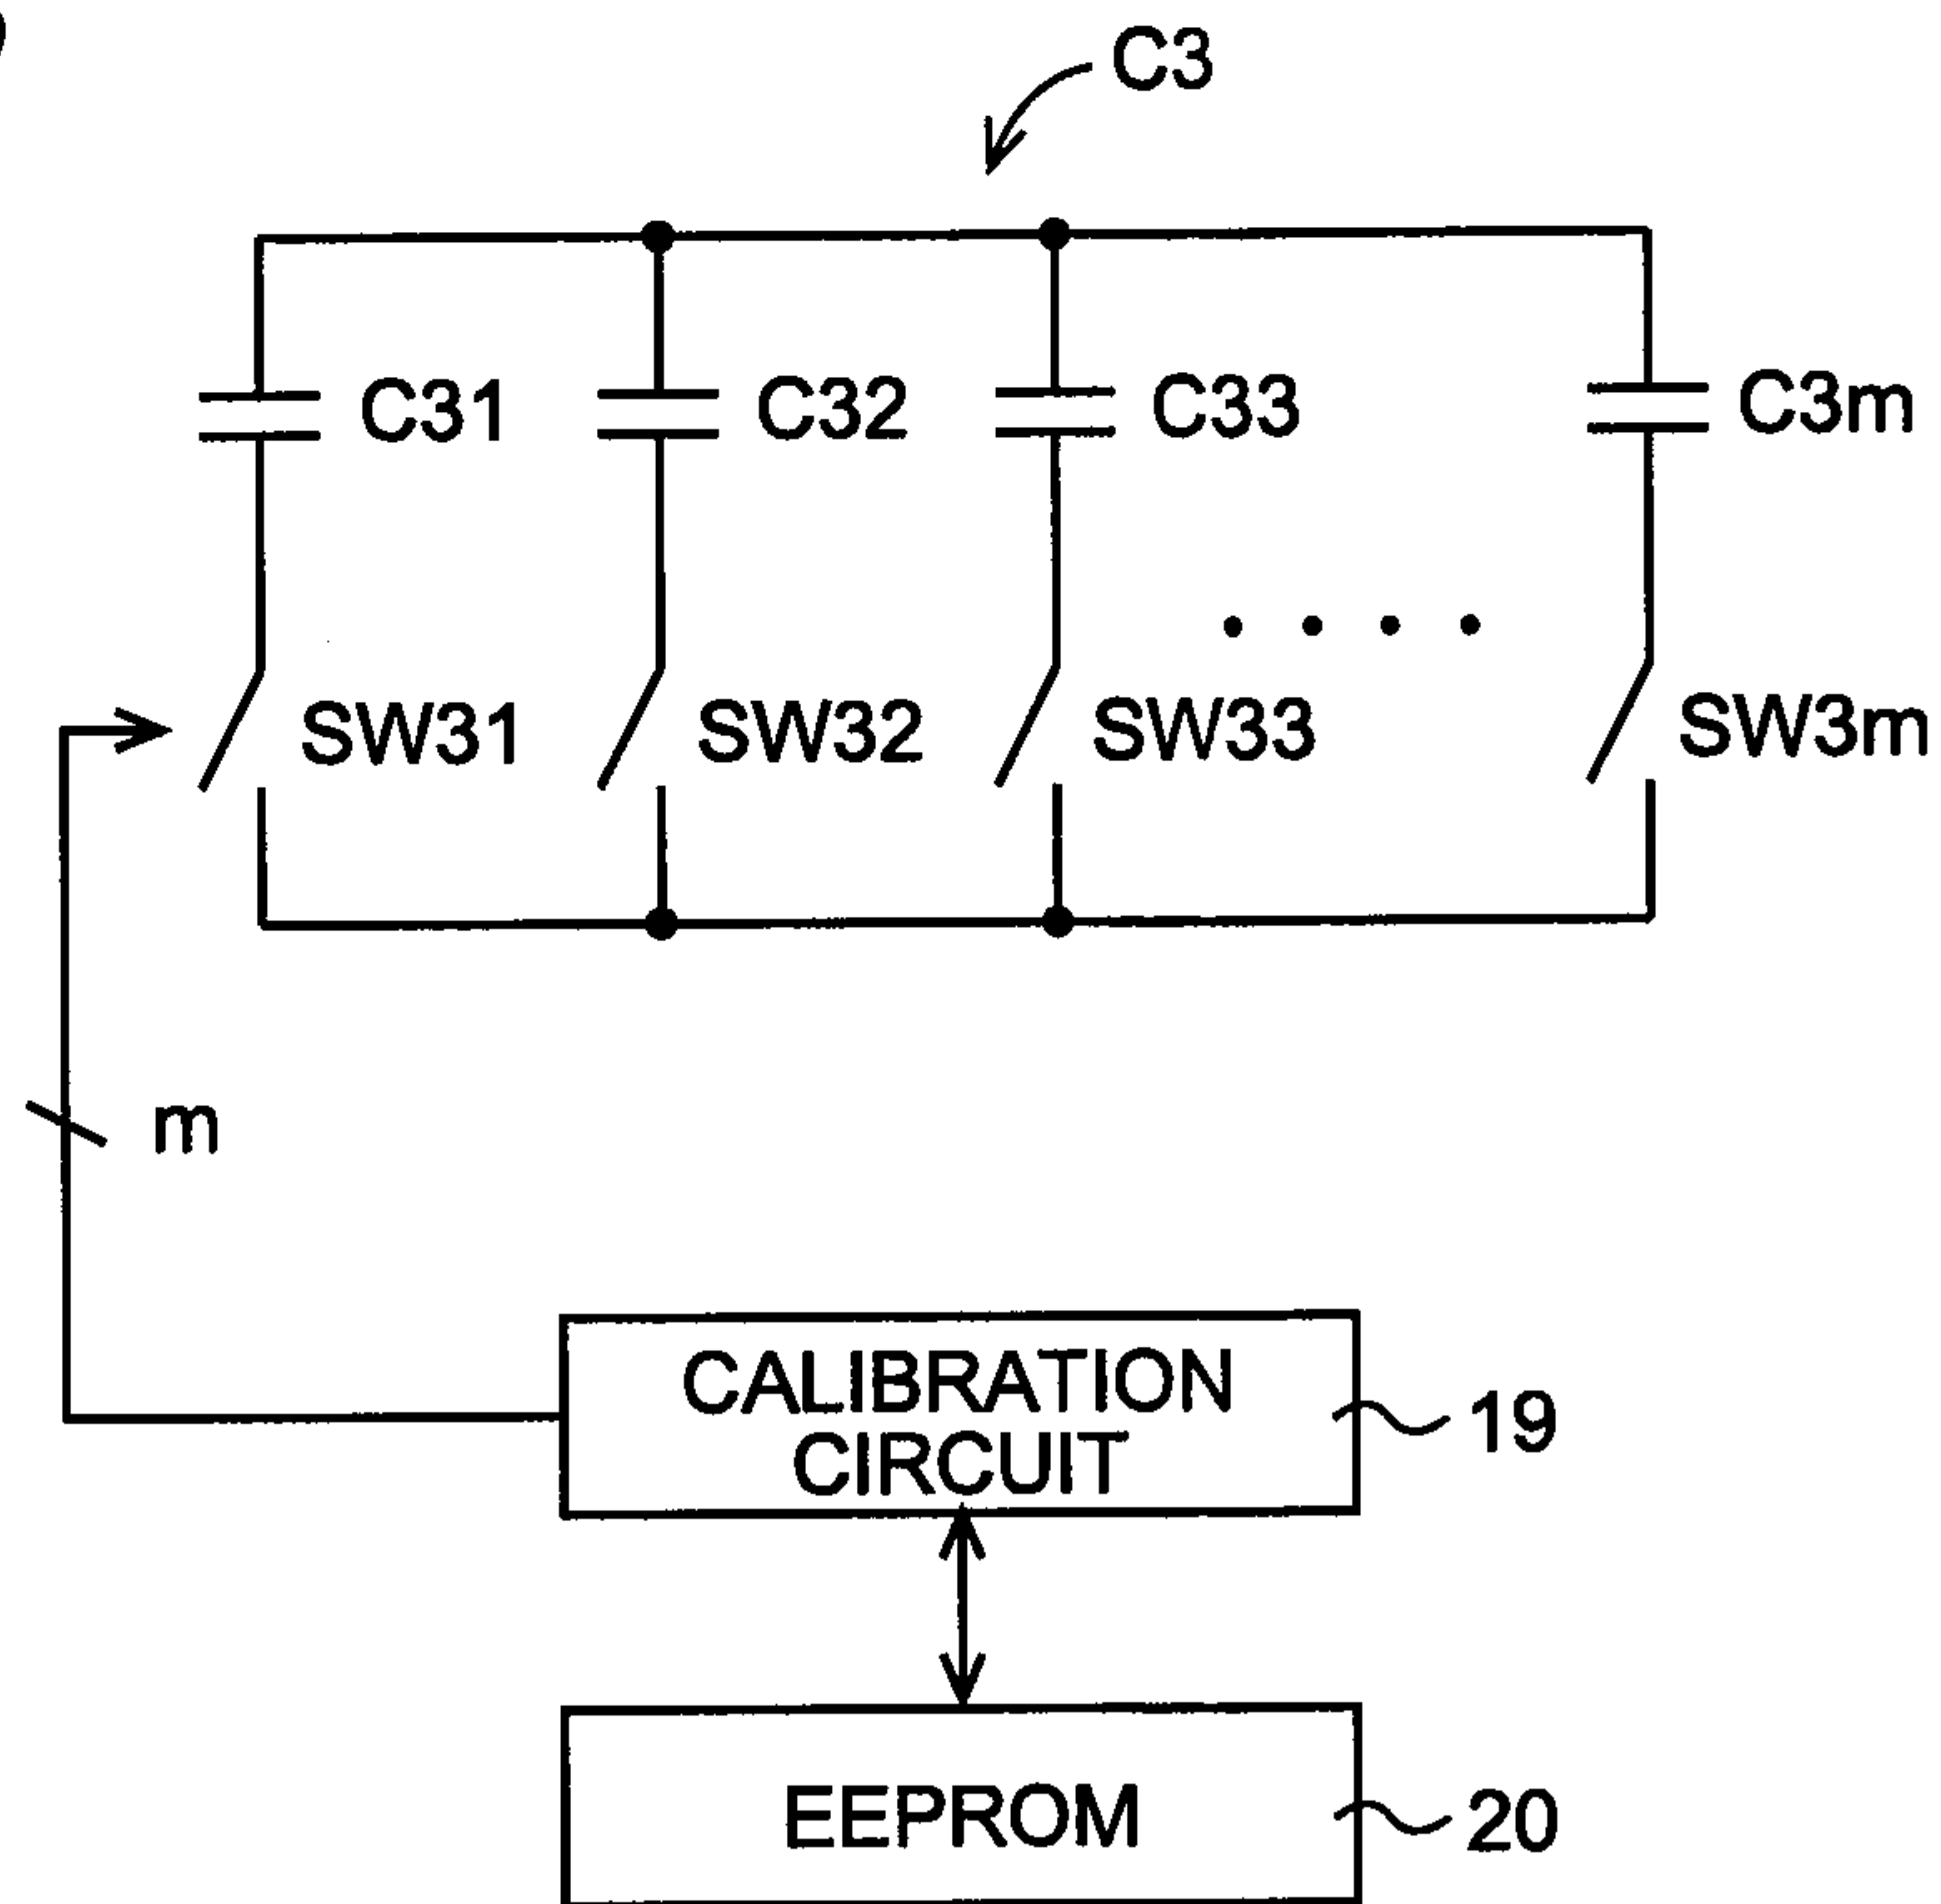 C3
C31 C32 C33 C3m
SW31 SW32 SW33 SW3m
m
CALIBRATION
CIRCUIT
19
EEPROM
20